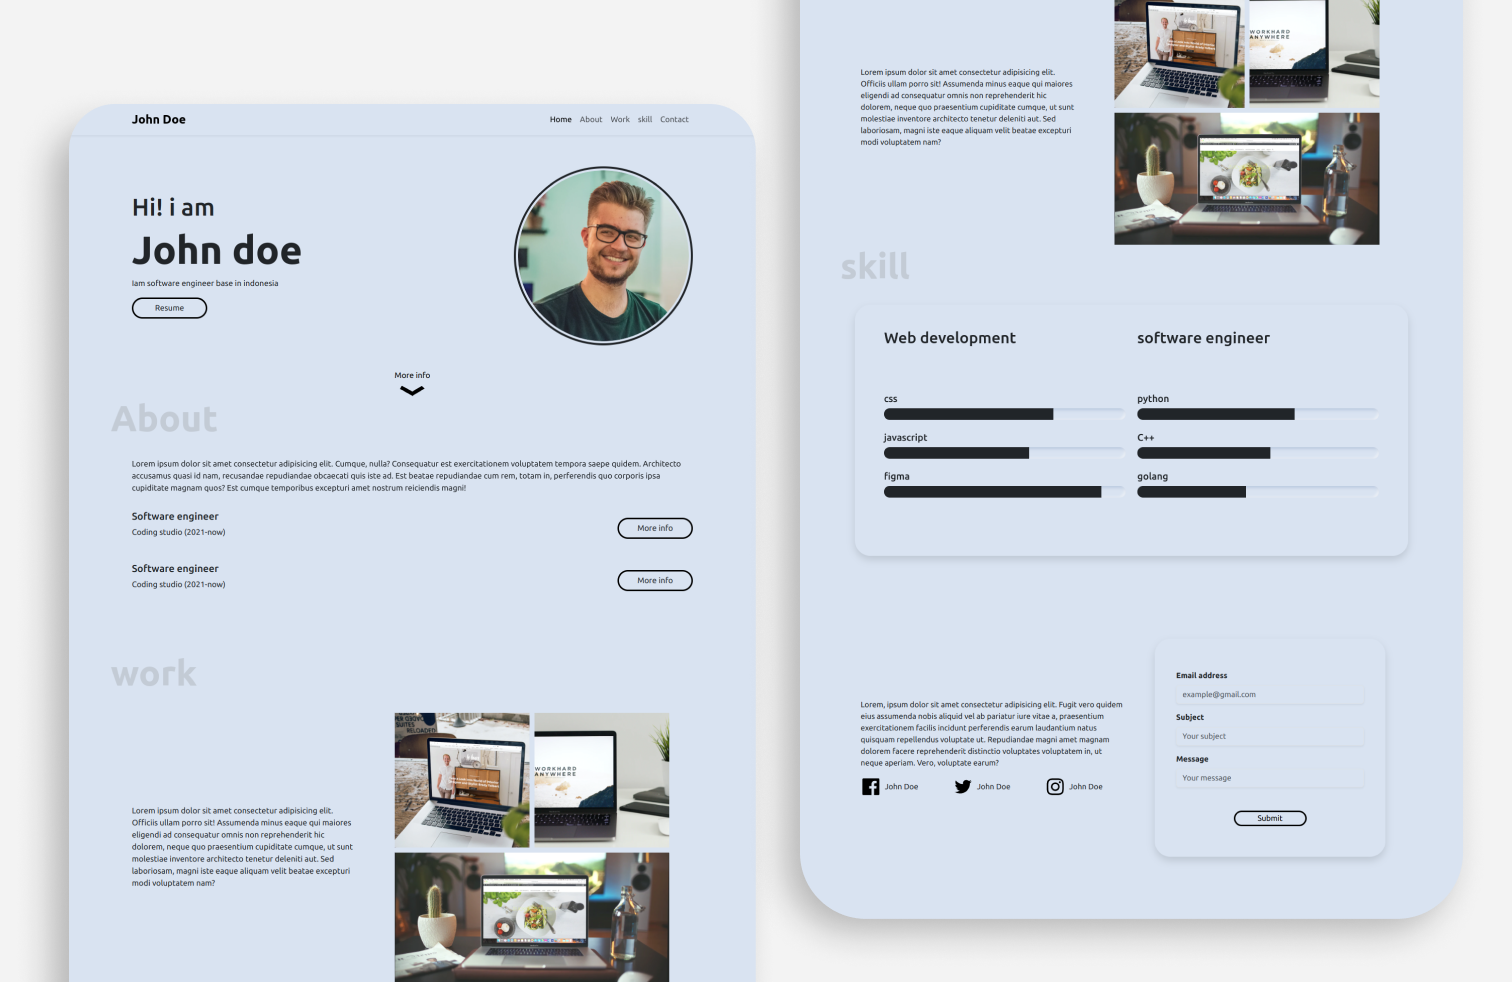 John Doe
Home About Work skill Contact
Hi! i am
John doe
Iam software engineer base in indonesia
Resume
More info
About
Lorem ipsum dolor sit amet consectetur adipisicing elit. Cumque, nulla? Consequatur est exercitationem voluptatem tempora saepe quidem. Architecto
accusamus quasi id nam, recusandae repudiandae obcaecati quis iste ad. Est beatae repudiandae cum rem, totam in, perferendis quo corporis ipsa
cupiditate magnam quos? Est cumque temporibus excepturi amet nostrum reiciendis magni!
Software engineer
Coding studio (2021-now)
More info
Software engineer
Coding studio (2021-now)
More info
work
Lorem ipsum dolor sit amet consectetur adipisicing elit.
Officiis ullam porro sit! Assumenda minus eaque qui maiores
eligendi ad consequatur omnis non reprehenderit hic
dolorem, neque quo praesentium cupiditate cumque, ut sunt
molestiae inventore architecto tenetur deleniti aut. Sed
laboriosam, magni iste eaque aliquam velit beatae excepturi
modi voluptatem nam?
RELOADED
WORKHARD
ANYWHERE
Lorem ipsum dolor sit amet consectetur adipisicing elit.
Officiis ullam porro sit! Assumenda minus eaque qui maiores
eligendi ad consequatur omnis non reprehenderit hic
dolorem, neque quo praesentium cupiditate cumque, ut sunt
molestiae inventore architecto tenetur deleniti aut. Sed
laboriosam, magni iste eaque aliquam velit beatae excepturi
modi voluptatem nam?
WORKHARD
ANYWHERE
skill
Web development
css
javascript
figma
software engineer
python
C++
golang
Lorem, ipsum dolor sit amet consectetur adipisicing elit. Fugit vero quidem
eius assumenda nobis aliquid vel ab pariatur iure vitae a, praesentium
exercitationem facilis incidunt perferendis earum laudantium natus
quisquam repellendus voluptate ut. Repudiandae magni amet magnam
dolorem facere reprehenderit distinctio voluptates voluptatem in, ut
neque aperiam. Vero, voluptate earum?
John Doe
John Doe
John Doe
Email address
example@gmail.com
Subject
Your subject
Message
Your message
Submit